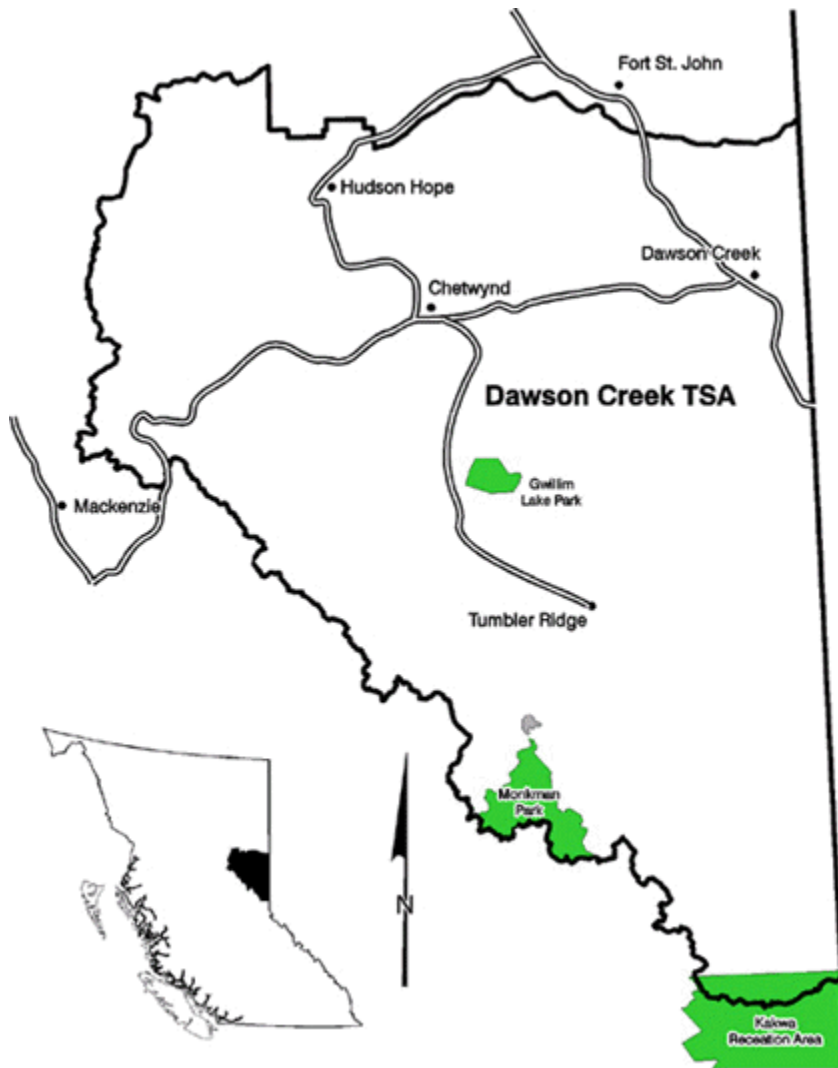 Fort St. John
Hudson Hope
Dawson Creek
Chetwynd
Dawson Creek TSA
Gwillim
Lake Park
Mackenzie
Tumbler Ridge
Monkman
Park
N
Kakwa
Receation Area